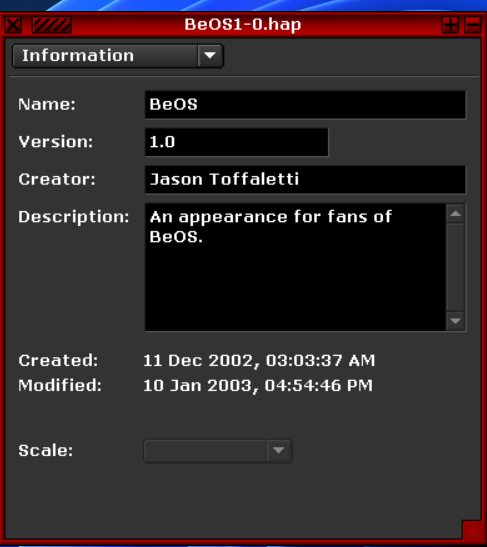 BeOS1-0.hap
Information
Name: BeOS
Version: 1.0
Creator: Jason Toffaletti
Description: An appearance for fans of
BeOS.
Created: 11 Dec 2002, 03:03:37 AM
Modified: 10 Jan 2003, 04:54:46 PM
Scale: